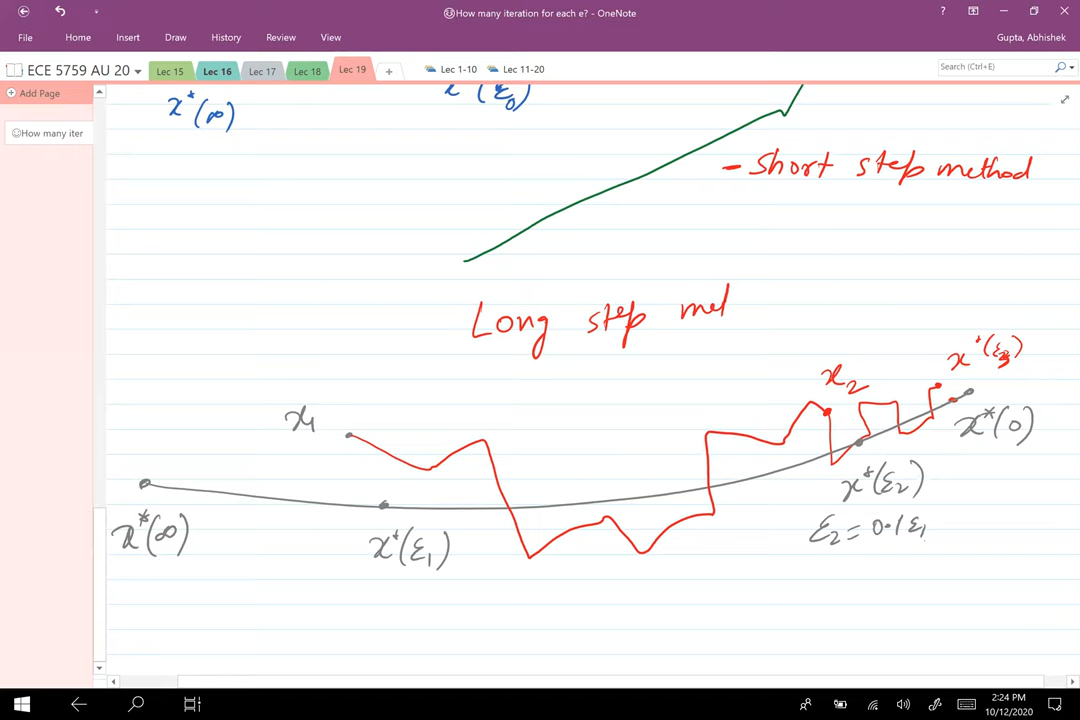 How many iteration for each e? - OneNote
File Home Insert Draw History Review View
Gupta, Abhishek
ECE 5759 AU 20
Lec 15 Lec 16 Lec 17 Lec 18 Lec 19 Lec 1-10 Lec 11-20
Search (Ctrl+E)
Add Page
How many iter
x*(∞)
x*(ε0)
- Short step method
Long step met
x1
x2
x*(ε3)
x*(0)
x*(∞)
x*(ε1)
x*(ε2)
ε2 = 0.1 ε1
2:24 PM
10/12/2020